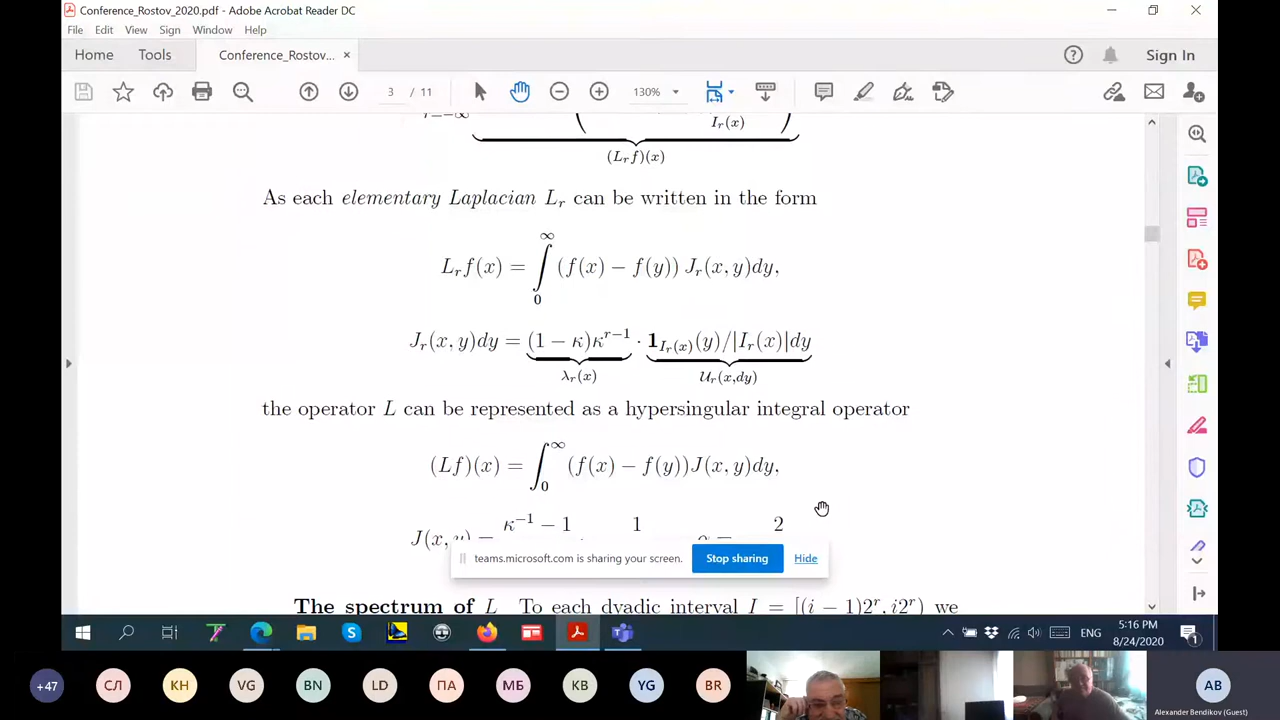 Conference_Rostov_2020.pdf - Adobe Acrobat Reader DC
File Edit View Sign Window Help
Home Tools Conference_Rostov... × Sign In
3 / 11 130%
r=−∞ I_r(x)
(L_r f)(x)
As each elementary Laplacian L_r can be written in the form
L_r f(x) = ∫_0^∞ (f(x) − f(y)) J_r(x, y)dy,
J_r(x, y)dy = (1 − κ)κ^{r−1} · 1_{I_r(x)}(y)/|I_r(x)|dy
λ_r(x) 𝒰_r(x,dy)
the operator L can be represented as a hypersingular integral operator
(Lf)(x) = ∫_0^∞ (f(x) − f(y))J(x, y)dy,
J(x, y) = κ^{−1} − 1 1 2
teams.microsoft.com is sharing your screen. Stop sharing Hide
The spectrum of L To each dyadic interval I = [(i − 1)2^r, i2^r) we
ENG 5:16 PM
8/24/2020
+47 СЛ КН VG BN LD ПА МБ КВ YG BR AB
Alexander Bendikov (Guest)